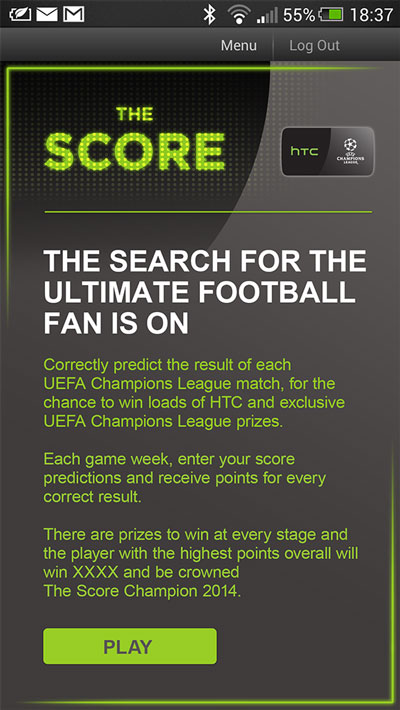 55% 18:37
Menu Log Out
THE
SCORE
hTC CHAMPIONS
LEAGUE
THE SEARCH FOR THE
ULTIMATE FOOTBALL
FAN IS ON
Correctly predict the result of each
UEFA Champions League match, for the
chance to win loads of HTC and exclusive
UEFA Champions League prizes.
Each game week, enter your score
predictions and receive points for every
correct result.
There are prizes to win at every stage and
the player with the highest points overall will
win XXXX and be crowned
The Score Champion 2014.
PLAY